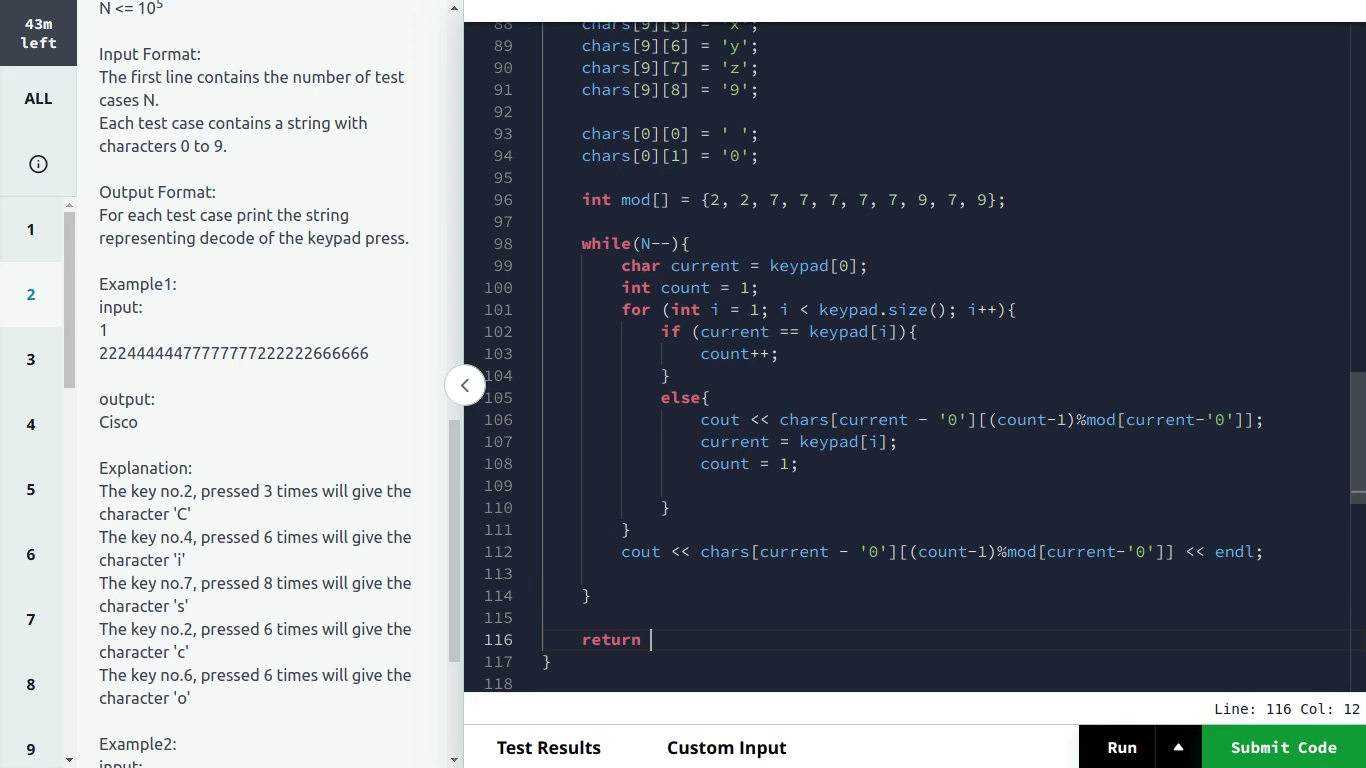 43m
left
ALL
1
2
3
4
5
6
7
8
9
N <= 10⁵
Input Format:
The first line contains the number of test
cases N.
Each test case contains a string with
characters 0 to 9.
Output Format:
For each test case print the string
representing decode of the keypad press.
Example1:
input:
1
22244444477777777222222666666
output:
Cisco
Explanation:
The key no.2, pressed 3 times will give the
character 'C'
The key no.4, pressed 6 times will give the
character 'i'
The key no.7, pressed 8 times will give the
character 's'
The key no.2, pressed 6 times will give the
character 'c'
The key no.6, pressed 6 times will give the
character 'o'
Example2:
input:
88 chars[9][5] = 'x';
89 chars[9][6] = 'y';
90 chars[9][7] = 'z';
91 chars[9][8] = '9';
92
93 chars[0][0] = ' ';
94 chars[0][1] = '0';
95
96 int mod[] = {2, 2, 7, 7, 7, 7, 7, 9, 7, 9};
97
98 while(N--){
99 char current = keypad[0];
100 int count = 1;
101 for (int i = 1; i < keypad.size(); i++){
102 if (current == keypad[i]){
103 count++;
104 }
105 else{
106 cout << chars[current - '0'][(count-1)%mod[current-'0']];
107 current = keypad[i];
108 count = 1;
109
110 }
111 }
112 cout << chars[current - '0'][(count-1)%mod[current-'0']] << endl;
113
114 }
115
116 return
117 }
118
Line: 116 Col: 12
Test Results
Custom Input
Run
Submit Code